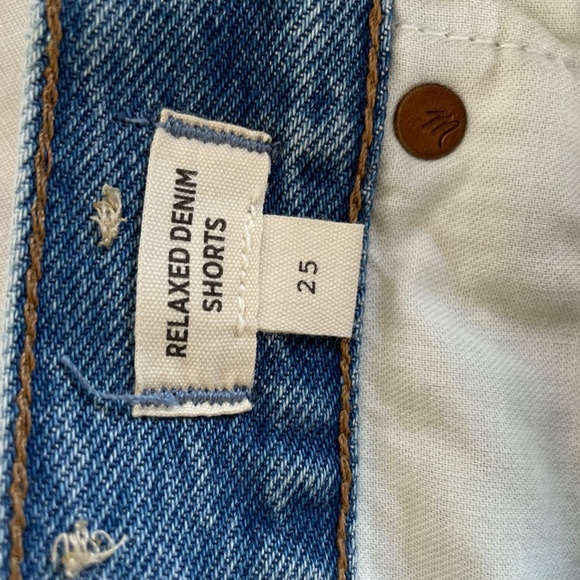 RELAXED DENIM
SHORTS
25
M